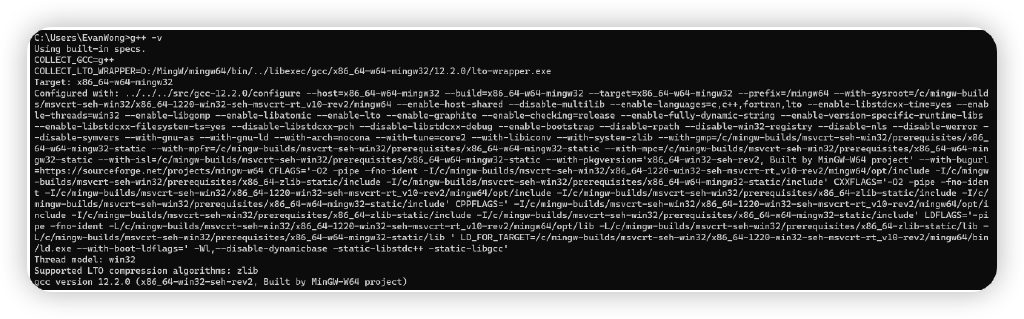 C:\Users\EvanWong>g++ -v
Using built-in specs.
COLLECT_GCC=g++
COLLECT_LTO_WRAPPER=D:/MingW/mingw64/bin/../libexec/gcc/x86_64-w64-mingw32/12.2.0/lto-wrapper.exe
Target: x86_64-w64-mingw32
Configured with: ../../../src/gcc-12.2.0/configure --host=x86_64-w64-mingw32 --build=x86_64-w64-mingw32 --target=x86_64-w64-mingw32 --prefix=/mingw64 --with-sysroot=/c/mingw-build
s/msvcrt-seh-win32/x86_64-1220-win32-seh-msvcrt-rt_v10-rev2/mingw64 --enable-host-shared --disable-multilib --enable-languages=c,c++,fortran,lto --enable-libstdcxx-time=yes --enab
le-threads=win32 --enable-libgomp --enable-libatomic --enable-lto --enable-graphite --enable-checking=release --enable-fully-dynamic-string --enable-version-specific-runtime-libs
--enable-libstdcxx-filesystem-ts=yes --disable-libstdcxx-pch --disable-libstdcxx-debug --enable-bootstrap --disable-rpath --disable-win32-registry --disable-nls --disable-werror -
-disable-symvers --with-gnu-as --with-gnu-ld --with-arch=nocona --with-tune=core2 --with-libiconv --with-system-zlib --with-gmp=/c/mingw-builds/msvcrt-seh-win32/prerequisites/x86_
64-w64-mingw32-static --with-mpfr=/c/mingw-builds/msvcrt-seh-win32/prerequisites/x86_64-w64-mingw32-static --with-mpc=/c/mingw-builds/msvcrt-seh-win32/prerequisites/x86_64-w64-min
gw32-static --with-isl=/c/mingw-builds/msvcrt-seh-win32/prerequisites/x86_64-w64-mingw32-static --with-pkgversion='x86_64-win32-seh-rev2, Built by MinGW-W64 project' --with-bugurl
=https://sourceforge.net/projects/mingw-w64 CFLAGS='-O2 -pipe -fno-ident -I/c/mingw-builds/msvcrt-seh-win32/x86_64-1220-win32-seh-msvcrt-rt_v10-rev2/mingw64/opt/include -I/c/mingw
-builds/msvcrt-seh-win32/prerequisites/x86_64-zlib-static/include -I/c/mingw-builds/msvcrt-seh-win32/prerequisites/x86_64-w64-mingw32-static/include' CXXFLAGS='-O2 -pipe -fno-iden
t -I/c/mingw-builds/msvcrt-seh-win32/x86_64-1220-win32-seh-msvcrt-rt_v10-rev2/mingw64/opt/include -I/c/mingw-builds/msvcrt-seh-win32/prerequisites/x86_64-zlib-static/include -I/c/
mingw-builds/msvcrt-seh-win32/prerequisites/x86_64-w64-mingw32-static/include' CPPFLAGS=' -I/c/mingw-builds/msvcrt-seh-win32/x86_64-1220-win32-seh-msvcrt-rt_v10-rev2/mingw64/opt/i
nclude -I/c/mingw-builds/msvcrt-seh-win32/prerequisites/x86_64-zlib-static/include -I/c/mingw-builds/msvcrt-seh-win32/prerequisites/x86_64-w64-mingw32-static/include' LDFLAGS='-pi
pe -fno-ident -L/c/mingw-builds/msvcrt-seh-win32/x86_64-1220-win32-seh-msvcrt-rt_v10-rev2/mingw64/opt/lib -L/c/mingw-builds/msvcrt-seh-win32/prerequisites/x86_64-zlib-static/lib -
L/c/mingw-builds/msvcrt-seh-win32/prerequisites/x86_64-w64-mingw32-static/lib ' LD_FOR_TARGET=/c/mingw-builds/msvcrt-seh-win32/x86_64-1220-win32-seh-msvcrt-rt_v10-rev2/mingw64/bin
/ld.exe --with-boot-ldflags=' -Wl,--disable-dynamicbase -static-libstdc++ -static-libgcc'
Thread model: win32
Supported LTO compression algorithms: zlib
gcc version 12.2.0 (x86_64-win32-seh-rev2, Built by MinGW-W64 project)